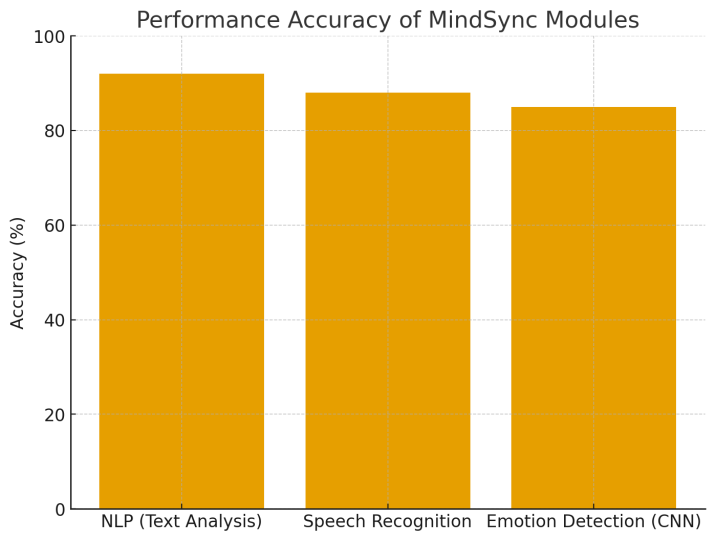 Performance Accuracy of MindSync Modules
Accuracy (%)
100
80
60
40
20
0
NLP (Text Analysis) Speech Recognition Emotion Detection (CNN)